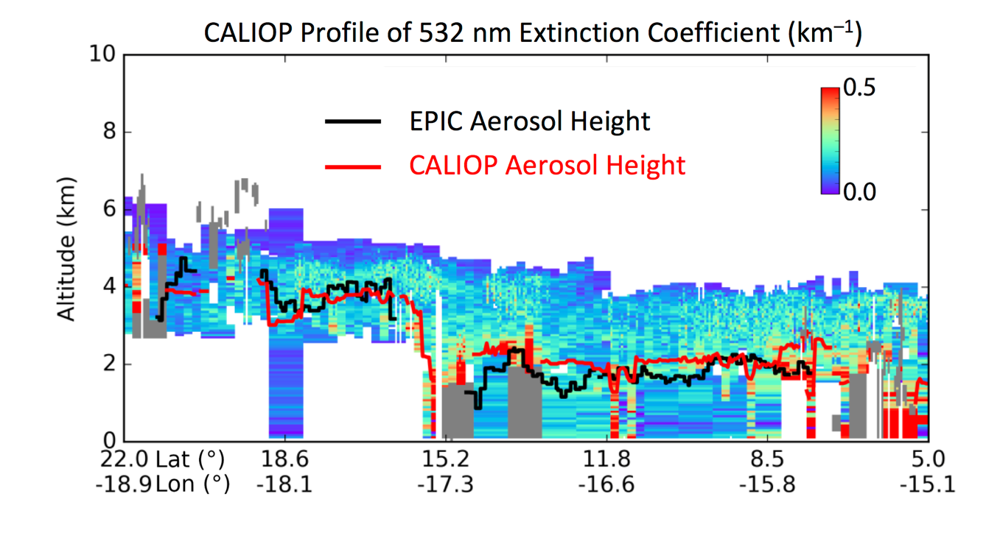 CALIOP Profile of 532 nm Extinction Coefficient (km–1)
10
8
6
4
2
0
Altitude (km)
EPIC Aerosol Height
CALIOP Aerosol Height
0.5
0.0
22.0 Lat (°) 18.6 15.2 11.8 8.5 5.0
-18.9 Lon (°) -18.1 -17.3 -16.6 -15.8 -15.1